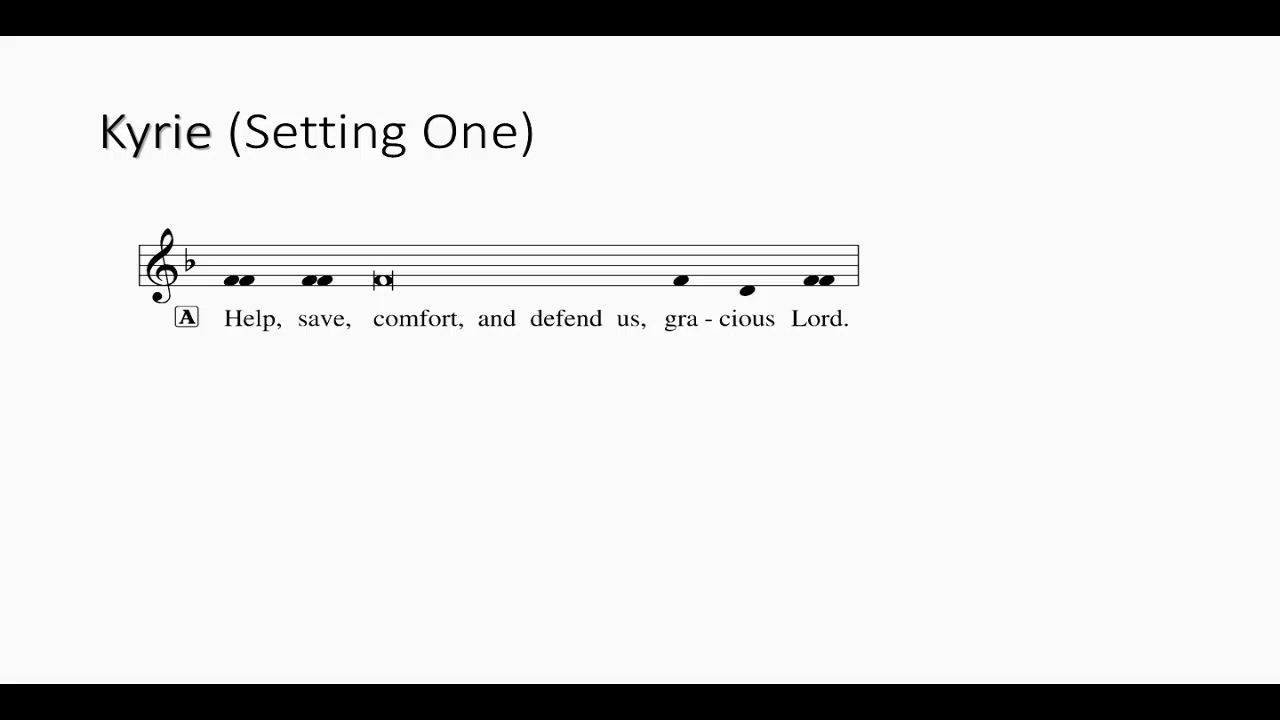 Kyrie (Setting One)
A Help, save, comfort, and defend us, gra - cious Lord.